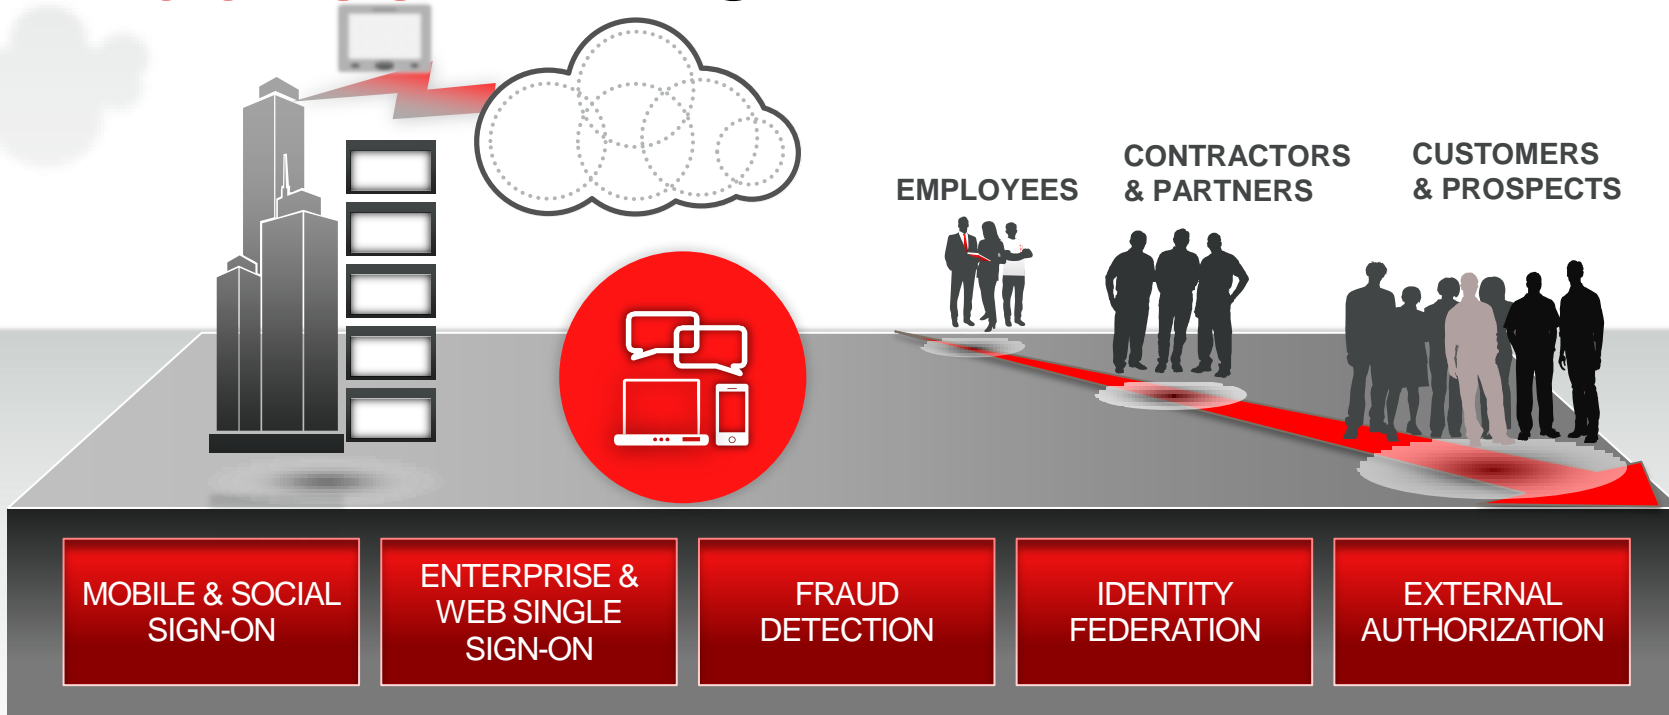 EMPLOYEES
CONTRACTORS
& PARTNERS
CUSTOMERS
& PROSPECTS
MOBILE & SOCIAL
SIGN-ON
ENTERPRISE &
WEB SINGLE
SIGN-ON
FRAUD
DETECTION
IDENTITY
FEDERATION
EXTERNAL
AUTHORIZATION